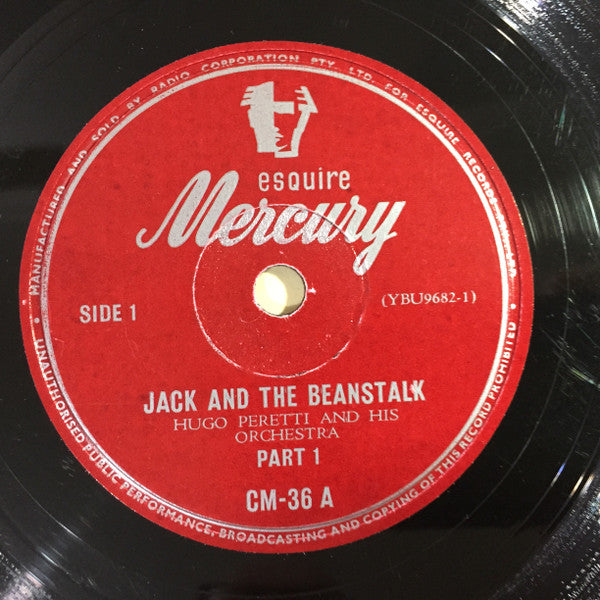 MANUFACTURED AND SOLD BY RADIO CORPORATION PTY. LTD. FOR ESQUIRE RECORDS
esquire
Mercury
SIDE 1
(YBU9682-1)
JACK AND THE BEANSTALK
HUGO PERETTI AND HIS
ORCHESTRA
PART 1
CM-36 A
UNAUTHORISED PUBLIC PERFORMANCE, BROADCASTING AND COPYING OF THIS RECORD PROHIBITED